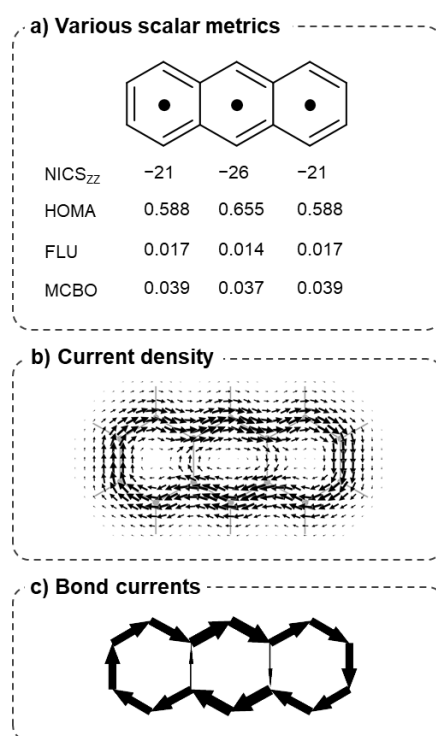 a) Various scalar metrics
NICSZZ −21 −26 −21
HOMA 0.588 0.655 0.588
FLU 0.017 0.014 0.017
MCBO 0.039 0.037 0.039
b) Current density
c) Bond currents